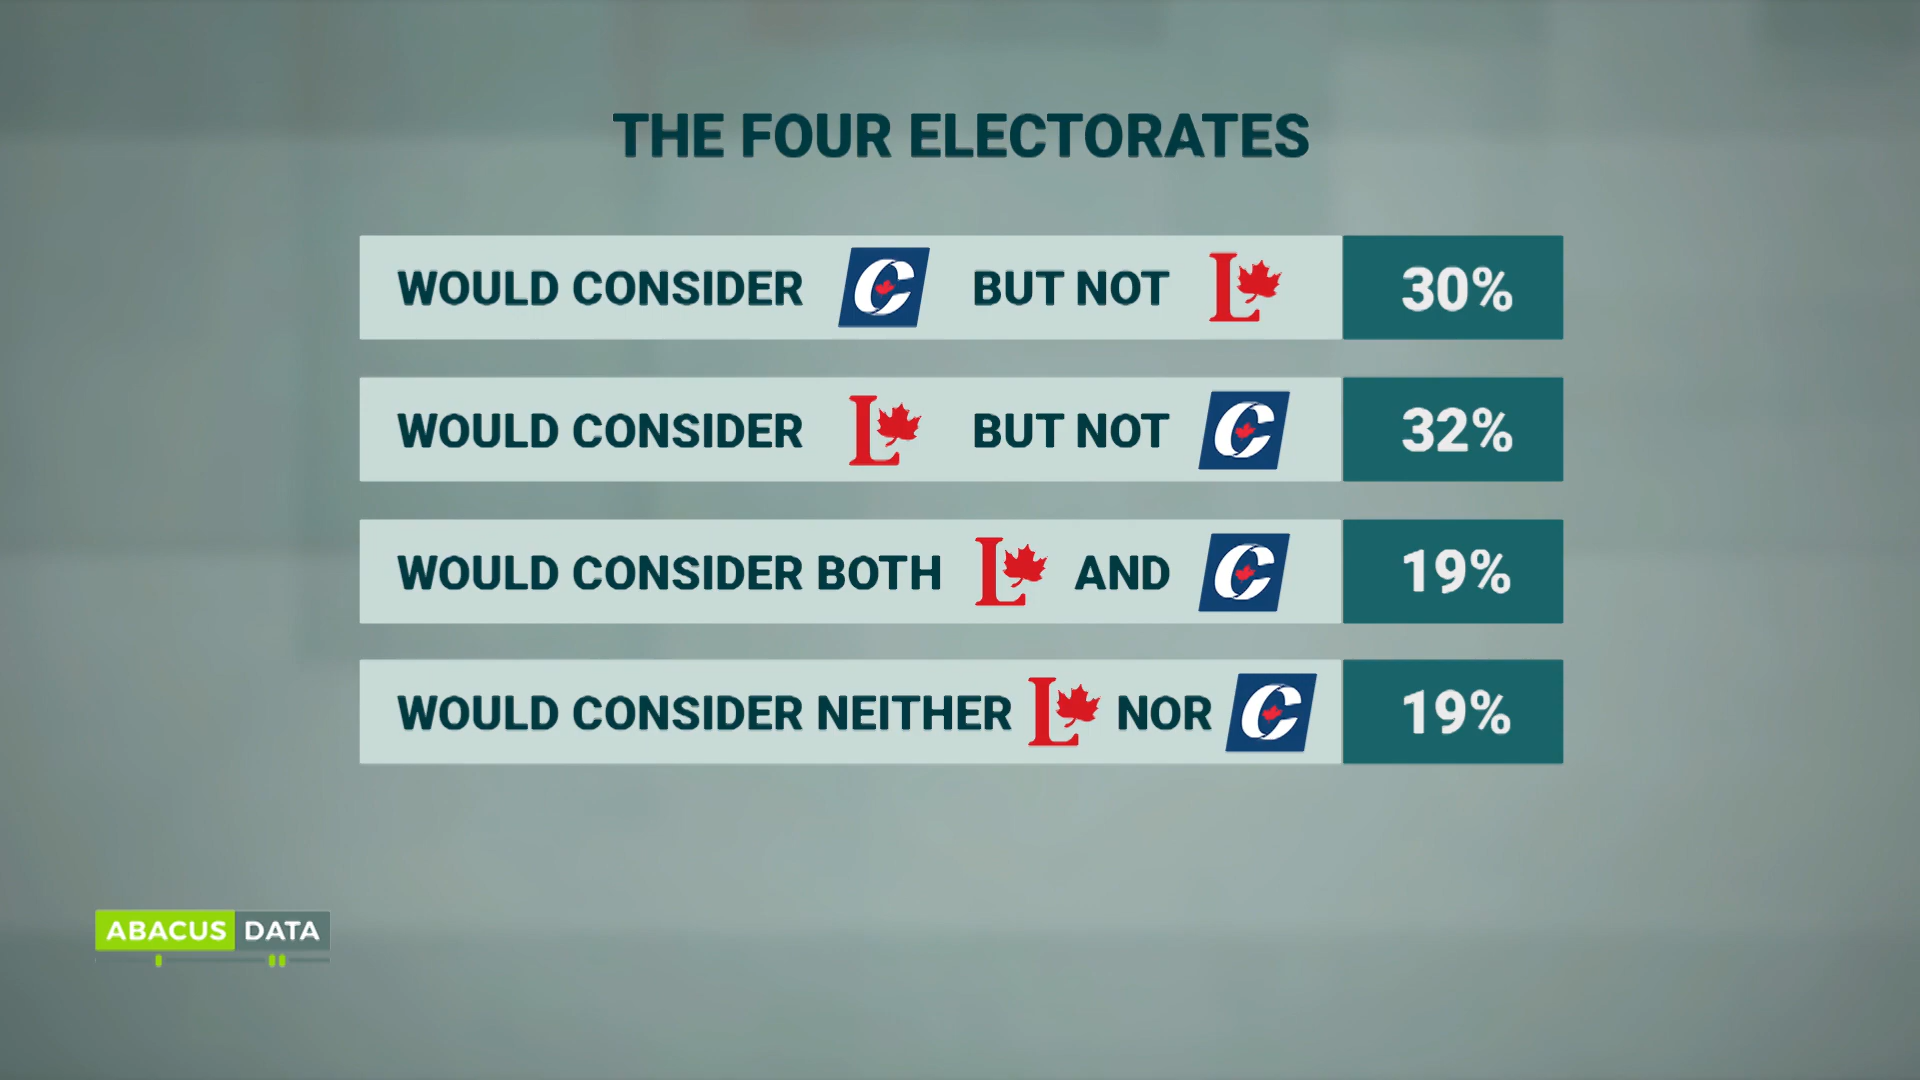 THE FOUR ELECTORATES
WOULD CONSIDER C BUT NOT L 30%
WOULD CONSIDER L BUT NOT C 32%
WOULD CONSIDER BOTH L AND C 19%
WOULD CONSIDER NEITHER L NOR C 19%
ABACUS DATA